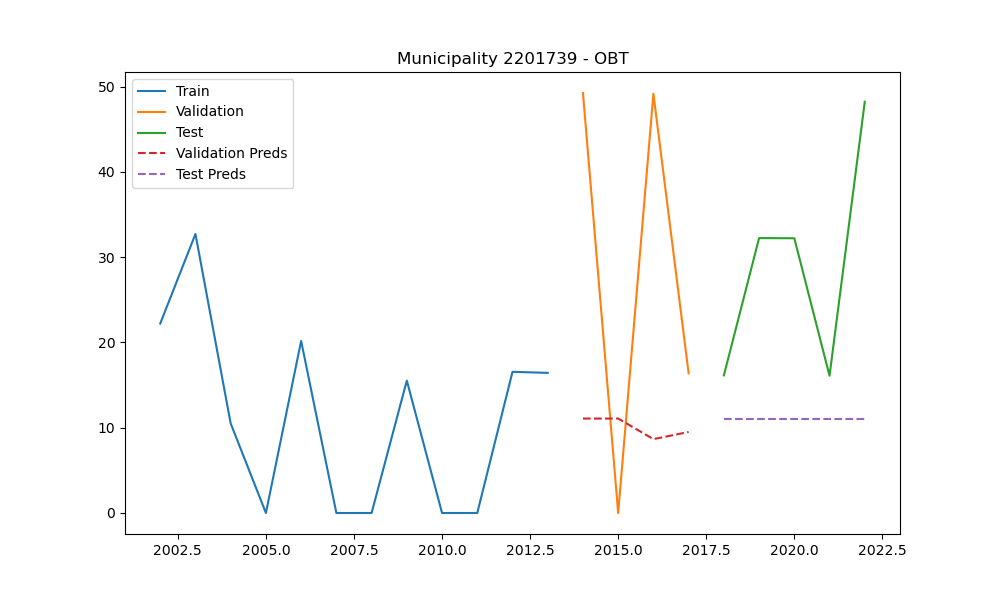 Municipality 2201739 - OBT
Train
Validation
Test
Validation Preds
Test Preds
50
40
30
20
10
0
2002.5 2005.0 2007.5 2010.0 2012.5 2015.0 2017.5 2020.0 2022.5